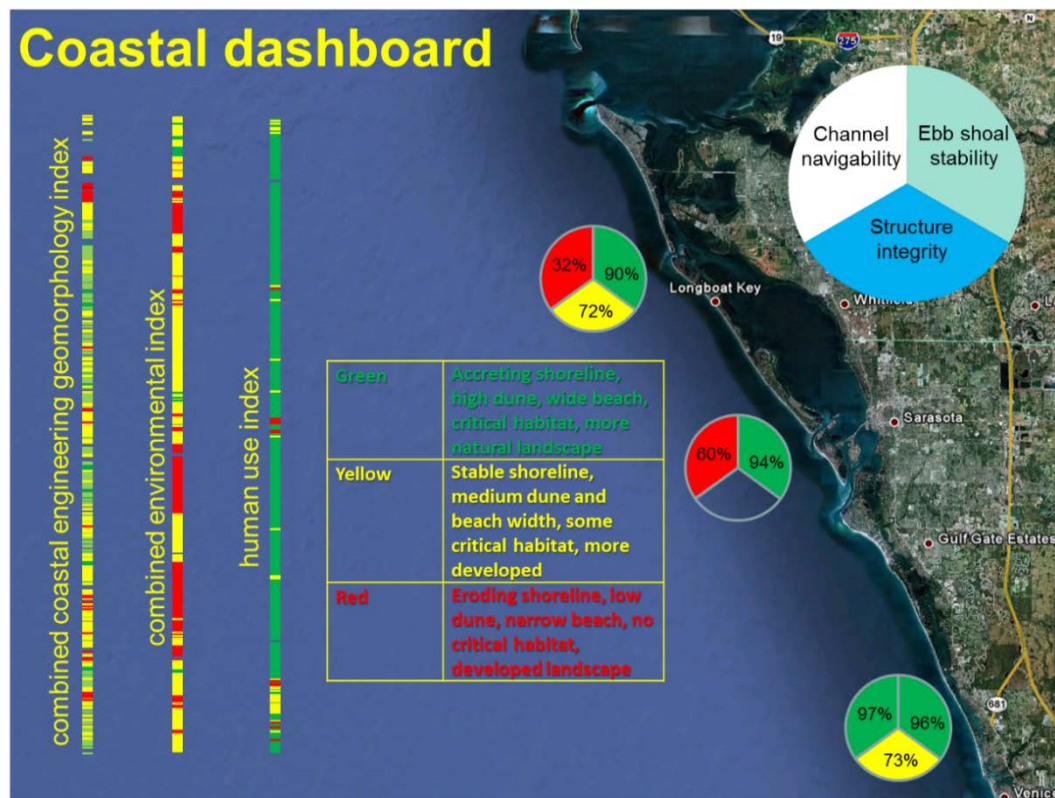 Coastal dashboard
combined coastal engineering geomorphology index
combined environmental index
human use index
19
275
N
Channel
navigability
Ebb shoal
stability
Structure
integrity
32%
90%
72%
Longboat Key
Green
Accreting shoreline,
high dune, wide beach,
critical habitat, more
natural landscape
Yellow
Stable shoreline,
medium dune and
beach width, some
critical habitat, more
developed
Red
Eroding shoreline, low
dune, narrow beach, no
critical habitat,
developed landscape
60%
94%
Sarasota
Gulf Gate Estates
97%
96%
73%
681
Venice